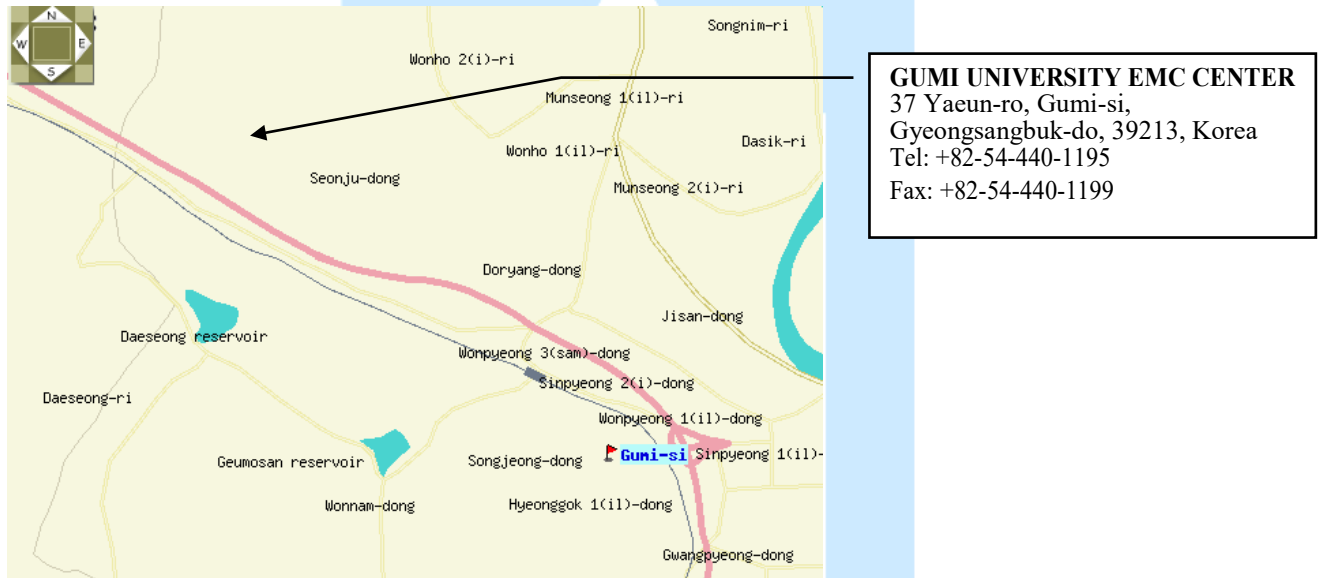 N
W E
S
Songnim-ri
Wonho 2(i)-ri
Munseong 1(il)-ri
Dasik-ri
Wonho 1(il)-ri
Seonju-dong
Munseong 2(i)-ri
Doryang-dong
Jisan-dong
Daeseong reservoir
Wonpyeong 3(sam)-dong
Sinpyeong 2(i)-dong
Daeseong-ri
Wonpyeong 1(il)-dong
Gumi-si
Sinpyeong 1(il)-
Geumosan reservoir
Songjeong-dong
Wonnam-dong
Hyeonggok 1(il)-dong
Gwangpyeong-dong
GUMI UNIVERSITY EMC CENTER
37 Yaeun-ro, Gumi-si,
Gyeongsangbuk-do, 39213, Korea
Tel: +82-54-440-1195
Fax: +82-54-440-1199